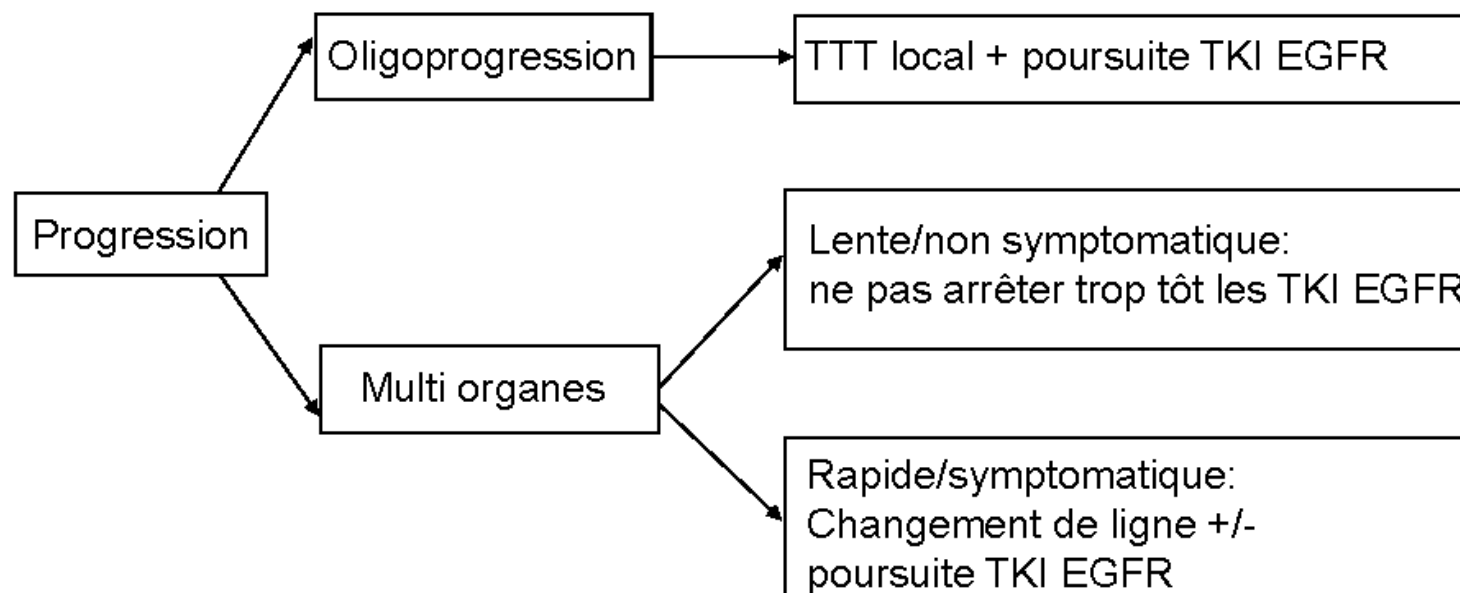 Oligoprogression
TTT local + poursuite TKI EGFR
Progression
Lente/non symptomatique:
ne pas arrêter trop tôt les TKI EGFR
Multi organes
Rapide/symptomatique:
Changement de ligne +/-
poursuite TKI EGFR